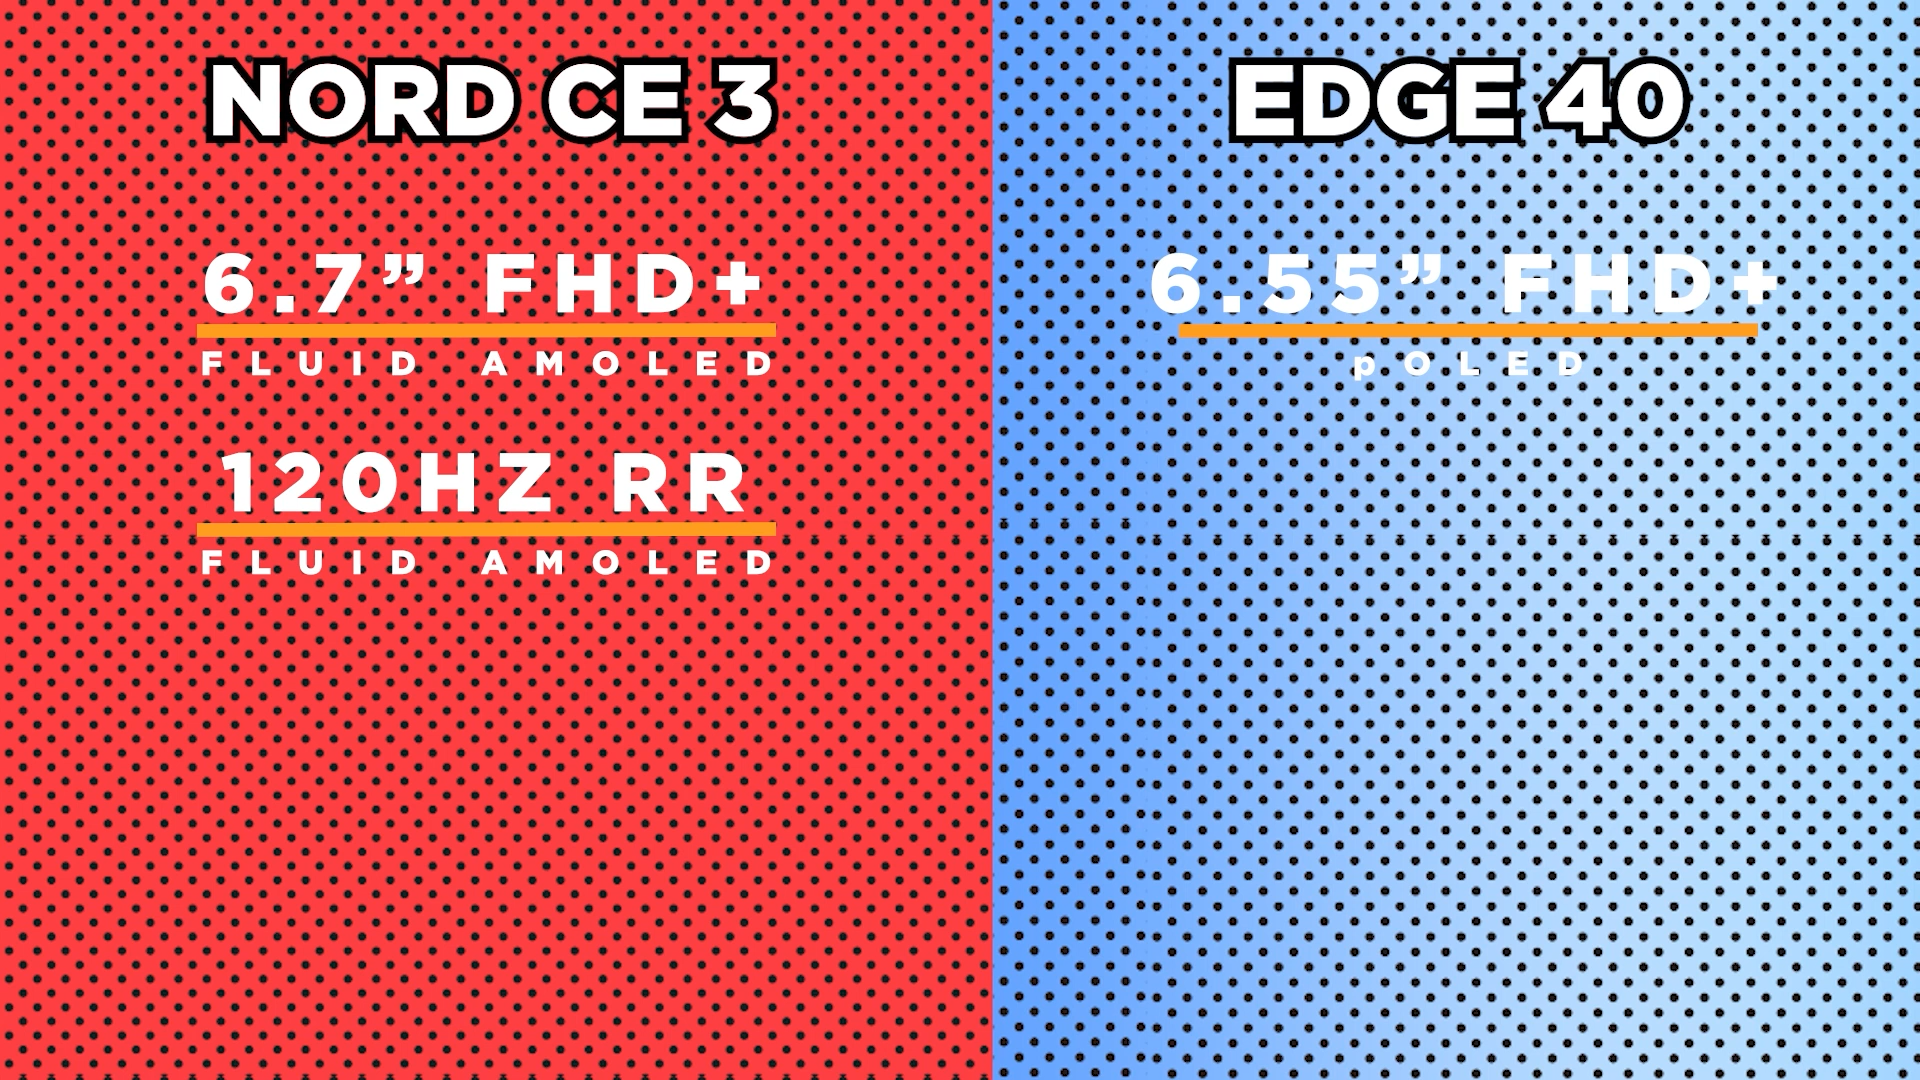 NORD CE 3
6.7” FHD+
FLUID AMOLED
120HZ RR
FLUID AMOLED
EDGE 40
6.55” FHD+
pOLED